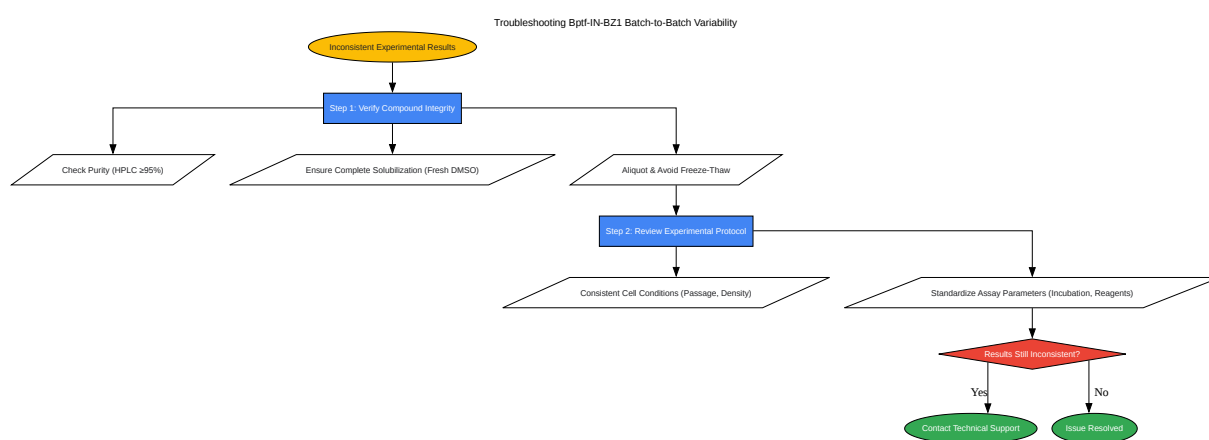 Troubleshooting Bptf-IN-BZ1 Batch-to-Batch Variability
Inconsistent Experimental Results
Step 1: Verify Compound Integrity
Check Purity (HPLC ≥95%)
Ensure Complete Solubilization (Fresh DMSO)
Aliquot & Avoid Freeze-Thaw
Step 2: Review Experimental Protocol
Consistent Cell Conditions (Passage, Density)
Standardize Assay Parameters (Incubation, Reagents)
Results Still Inconsistent?
Yes
No
Contact Technical Support
Issue Resolved